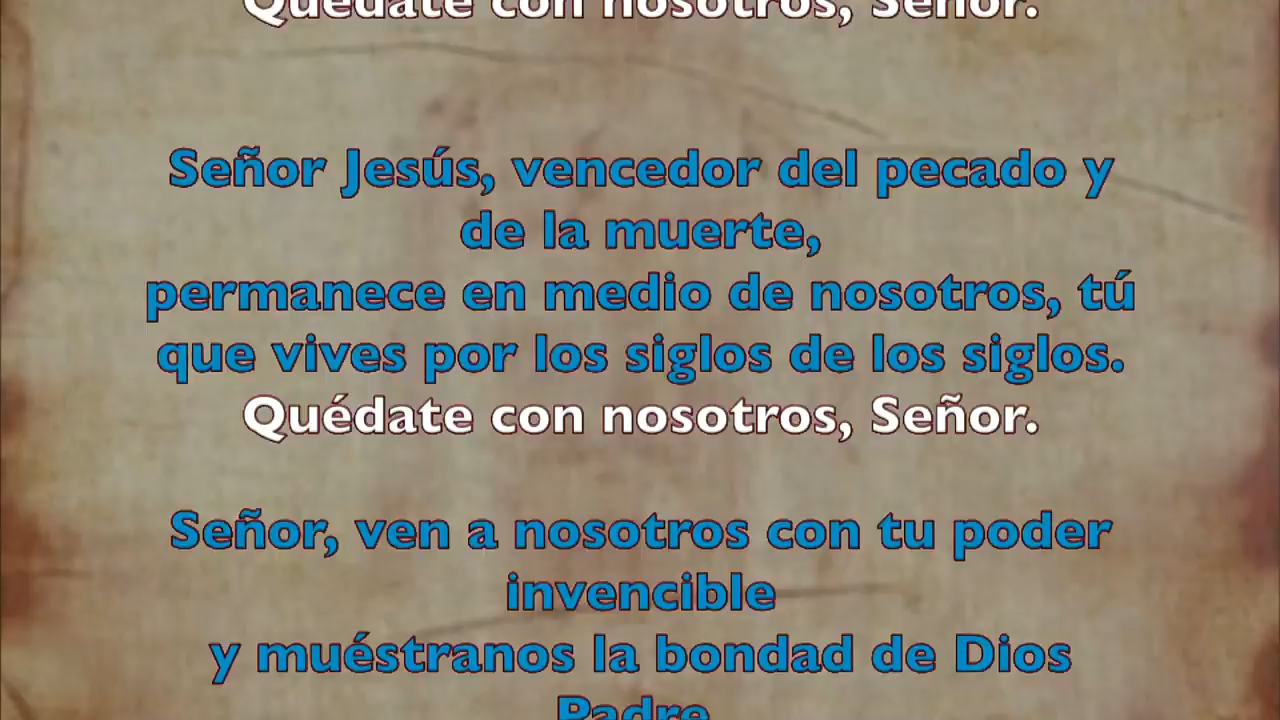 Quédate con nosotros, Señor.
Señor Jesús, vencedor del pecado y
de la muerte,
permanece en medio de nosotros, tú
que vives por los siglos de los siglos.
Quédate con nosotros, Señor.
Señor, ven a nosotros con tu poder
invencible
y muéstranos la bondad de Dios
Padre